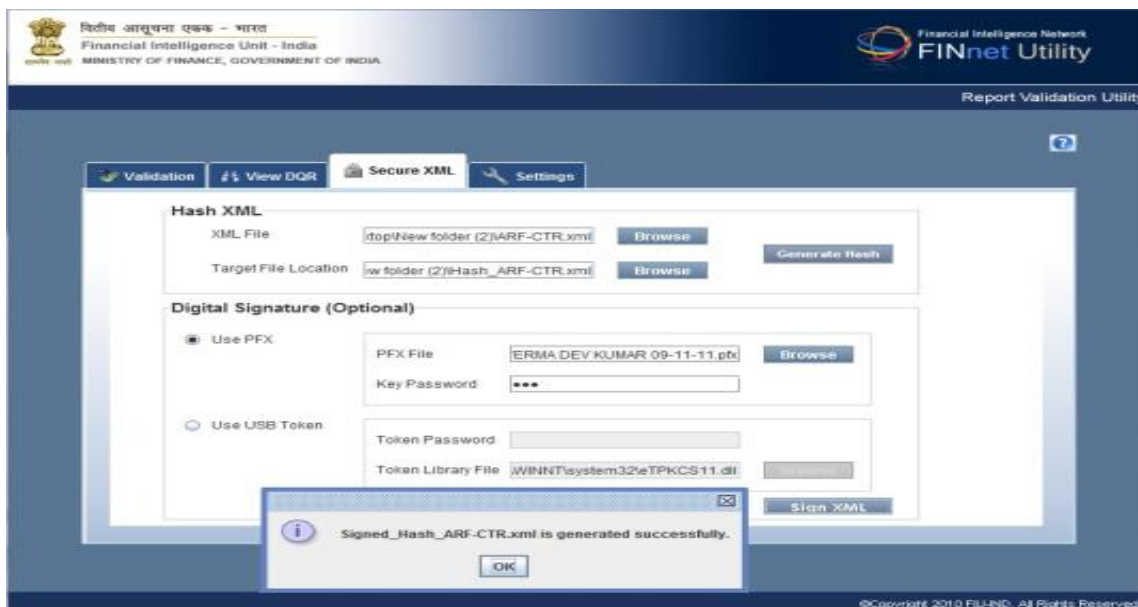 वित्तीय आसूचना एकक - भारत
Financial Intelligence Unit - India
MINISTRY OF FINANCE, GOVERNMENT OF INDIA
Financial Intelligence Network
FINnet Utility
Report Validation Utility
?
Validation
View DQR
Secure XML
Settings
Hash XML
XML File
ktop\New folder (2)\ARF-CTR.xml
Browse
Generate Hash
Target File Location
w folder (2)\Hash_ARF-CTR.xml
Browse
Digital Signature (Optional)
Use PFX
PFX File
ERMA DEV KUMAR 09-11-11.pfx
Browse
Key Password
•••
Use USB Token
Token Password
Token Library File
\WINNT\system32\eTPKCS11.dll
Browse
Sign XML
Signed_Hash_ARF-CTR.xml is generated successfully.
OK
©Copyright 2010 FIU-IND. All Rights Reserved